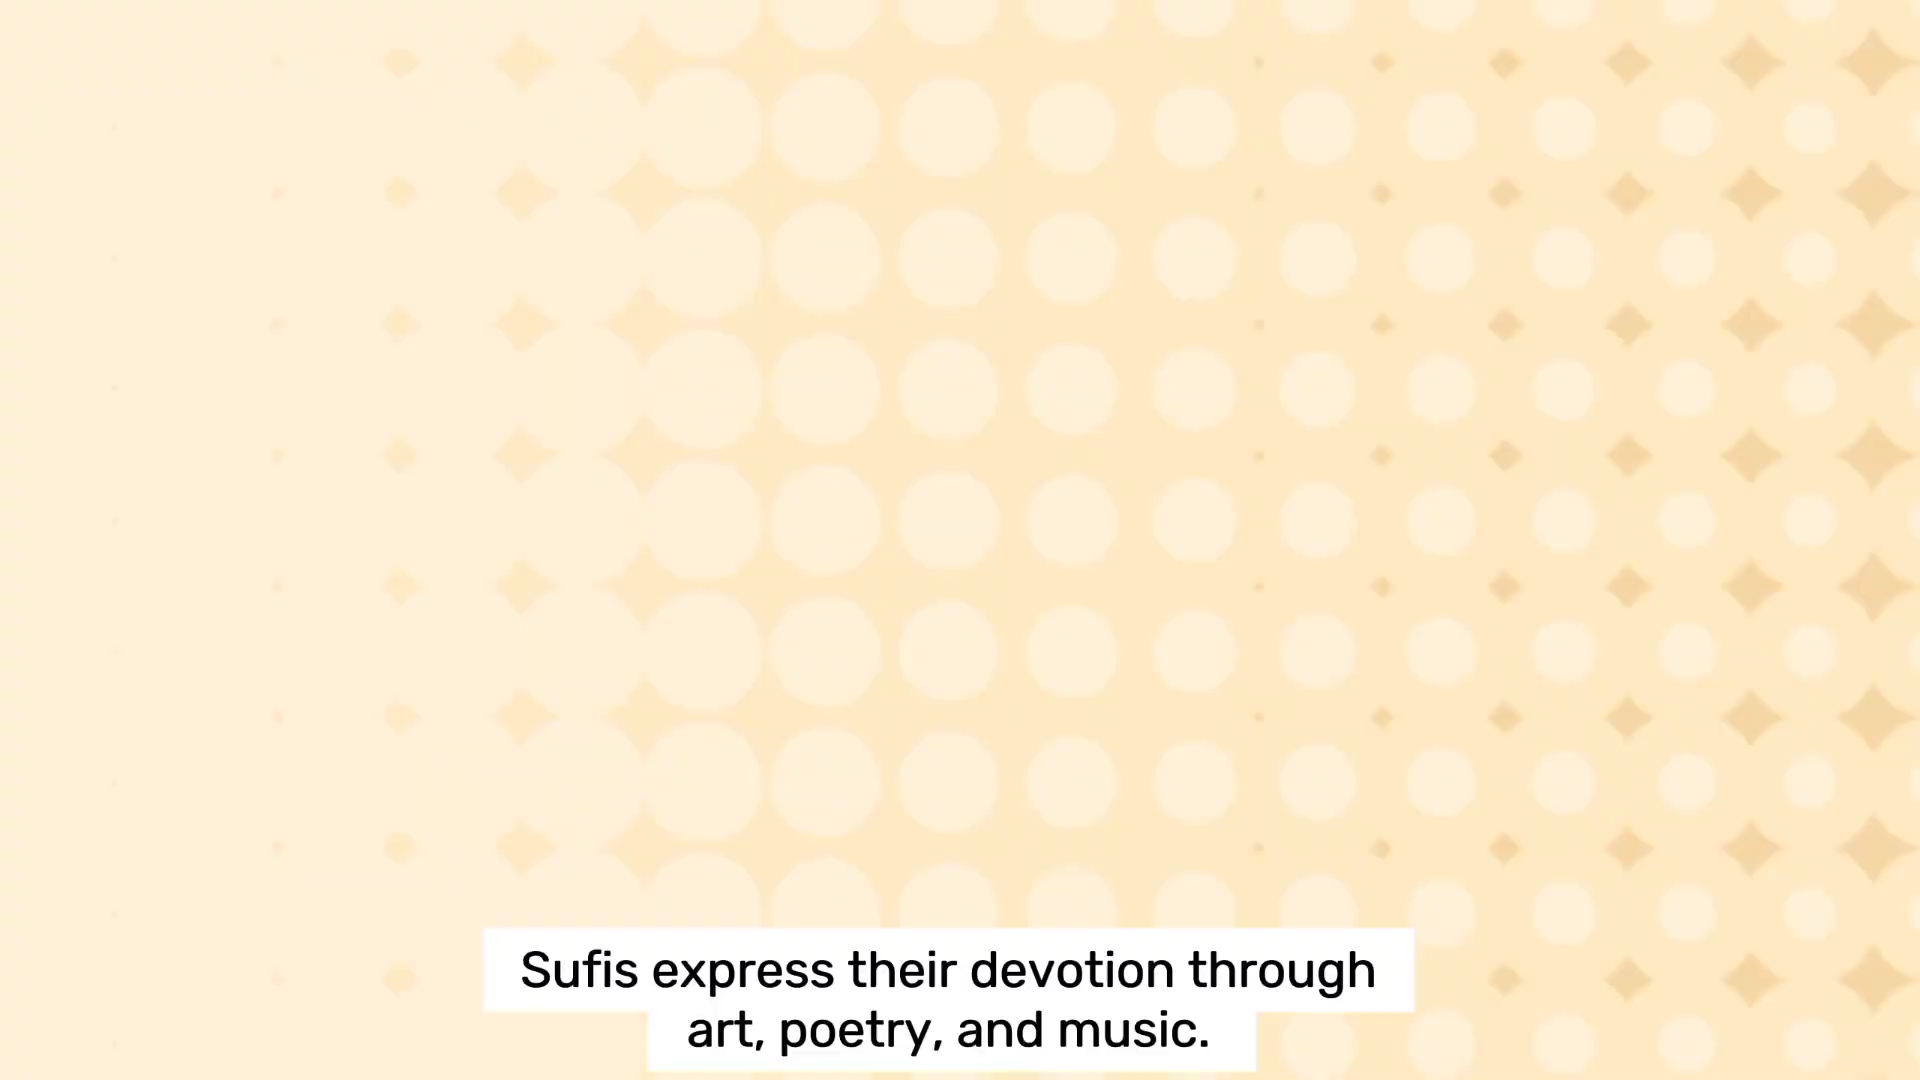 Sufis express their devotion through
art, poetry, and music.